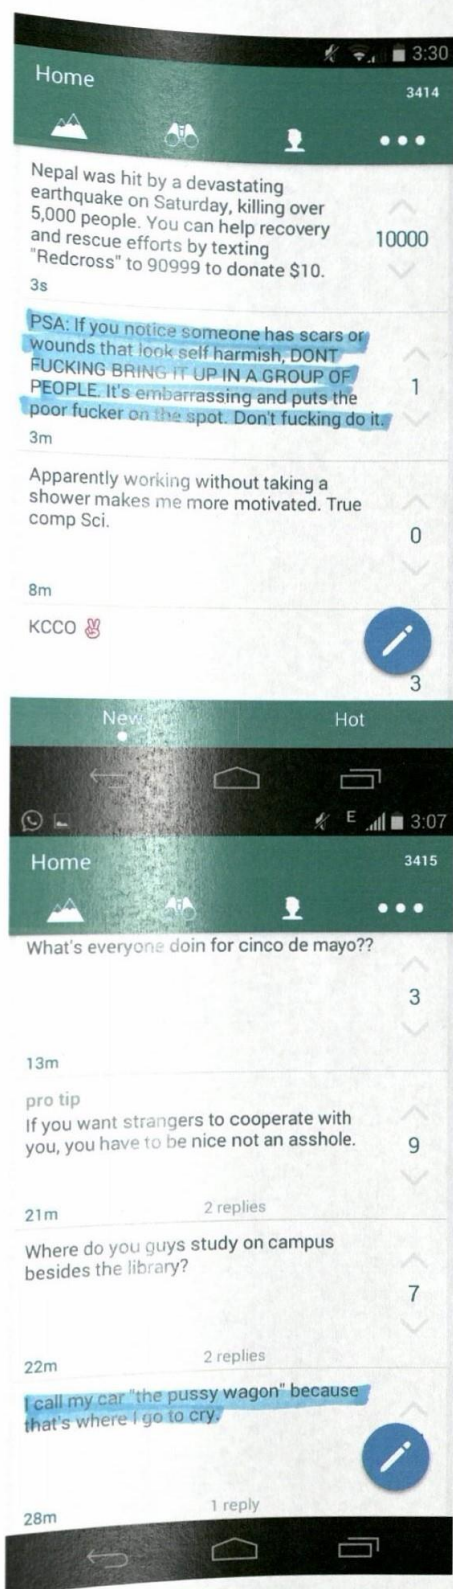 3:30
Home
3414
Nepal was hit by a devastating
earthquake on Saturday, killing over
5,000 people. You can help recovery
and rescue efforts by texting
"Redcross" to 90999 to donate $10.
10000
3s
PSA: If you notice someone has scars or
wounds that look self harmish, DONT
FUCKING BRING IT UP IN A GROUP OF
PEOPLE. It's embarrassing and puts the
poor fucker on the spot. Don't fucking do it.
1
3m
Apparently working without taking a
shower makes me more motivated. True
comp Sci.
0
8m
KCCO ✌
3
New
Hot
E 3:07
Home
3415
What's everyone doin for cinco de mayo??
3
13m
pro tip
If you want strangers to cooperate with
you, you have to be nice not an asshole.
9
21m
2 replies
Where do you guys study on campus
besides the library?
7
22m
2 replies
I call my car "the pussy wagon" because
that's where I go to cry.
28m
1 reply